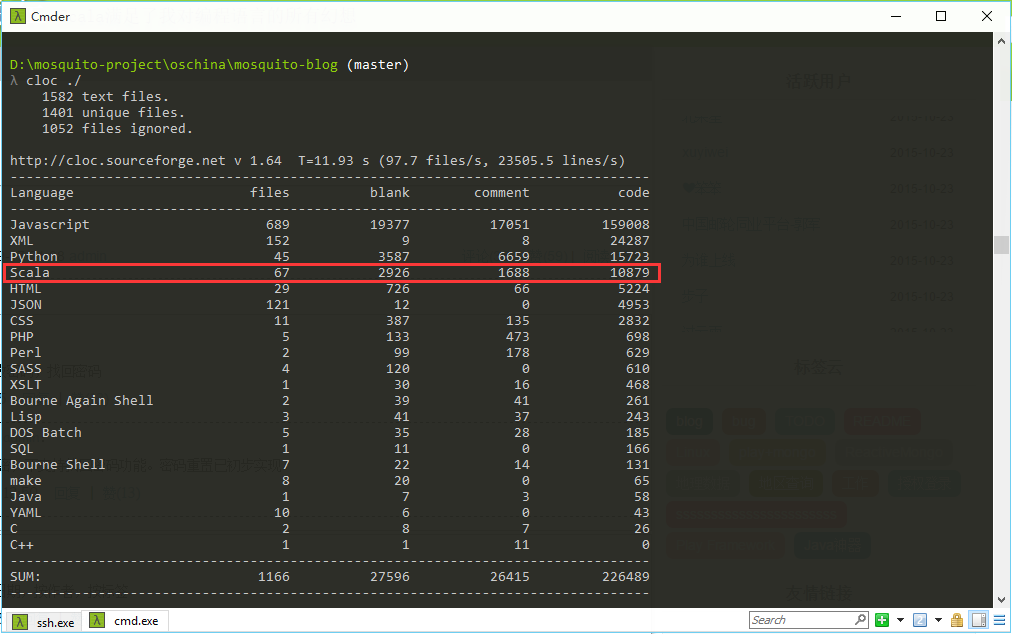 Cmder
D:\mosquito-project\oschina\mosquito-blog (master)
λ cloc ./
    1582 text files.
    1401 unique files.
    1052 files ignored.
http://cloc.sourceforge.net v 1.64  T=11.93 s (97.7 files/s, 23505.5 lines/s)
-------------------------------------------------------------------------------
Language                      files          blank        comment           code
-------------------------------------------------------------------------------
Javascript                      689          19377          17051         159008
XML                             152              9              8          24287
Python                           45           3587           6659          15723
Scala                            67           2926           1688          10879
HTML                             29            726             66           5224
JSON                            121             12              0           4953
CSS                              11            387            135           2832
PHP                               5            133            473            698
Perl                              2             99            178            629
SASS                              4            120              0            610
XSLT                              1             30             16            468
Bourne Again Shell                2             39             41            261
Lisp                              3             41             37            243
DOS Batch                         5             35             28            185
SQL                               1             11              0            166
Bourne Shell                      7             22             14            131
make                              8             20              0             65
Java                              1              7              3             58
YAML                             10              6              0             43
C                                 2              8              7             26
C++                               1              1             11              0
-------------------------------------------------------------------------------
SUM:                           1166          27596          26415         226489
-------------------------------------------------------------------------------
λ ssh.exe λ cmd.exe Search